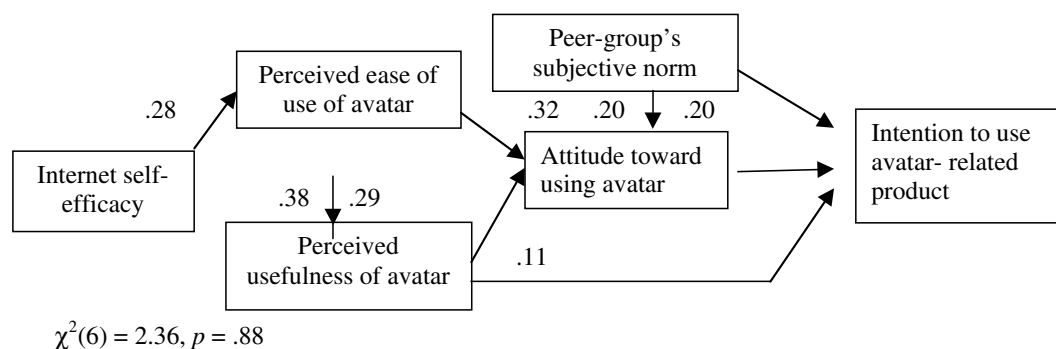 Peer-group's
subjective norm
Perceived ease of
use of avatar
.28
.32 .20 .20
Intention to use
avatar- related
product
Attitude toward
using avatar
Internet self-
efficacy
.38 .29
Perceived
usefulness of avatar
.11
χ²(6) = 2.36, p = .88